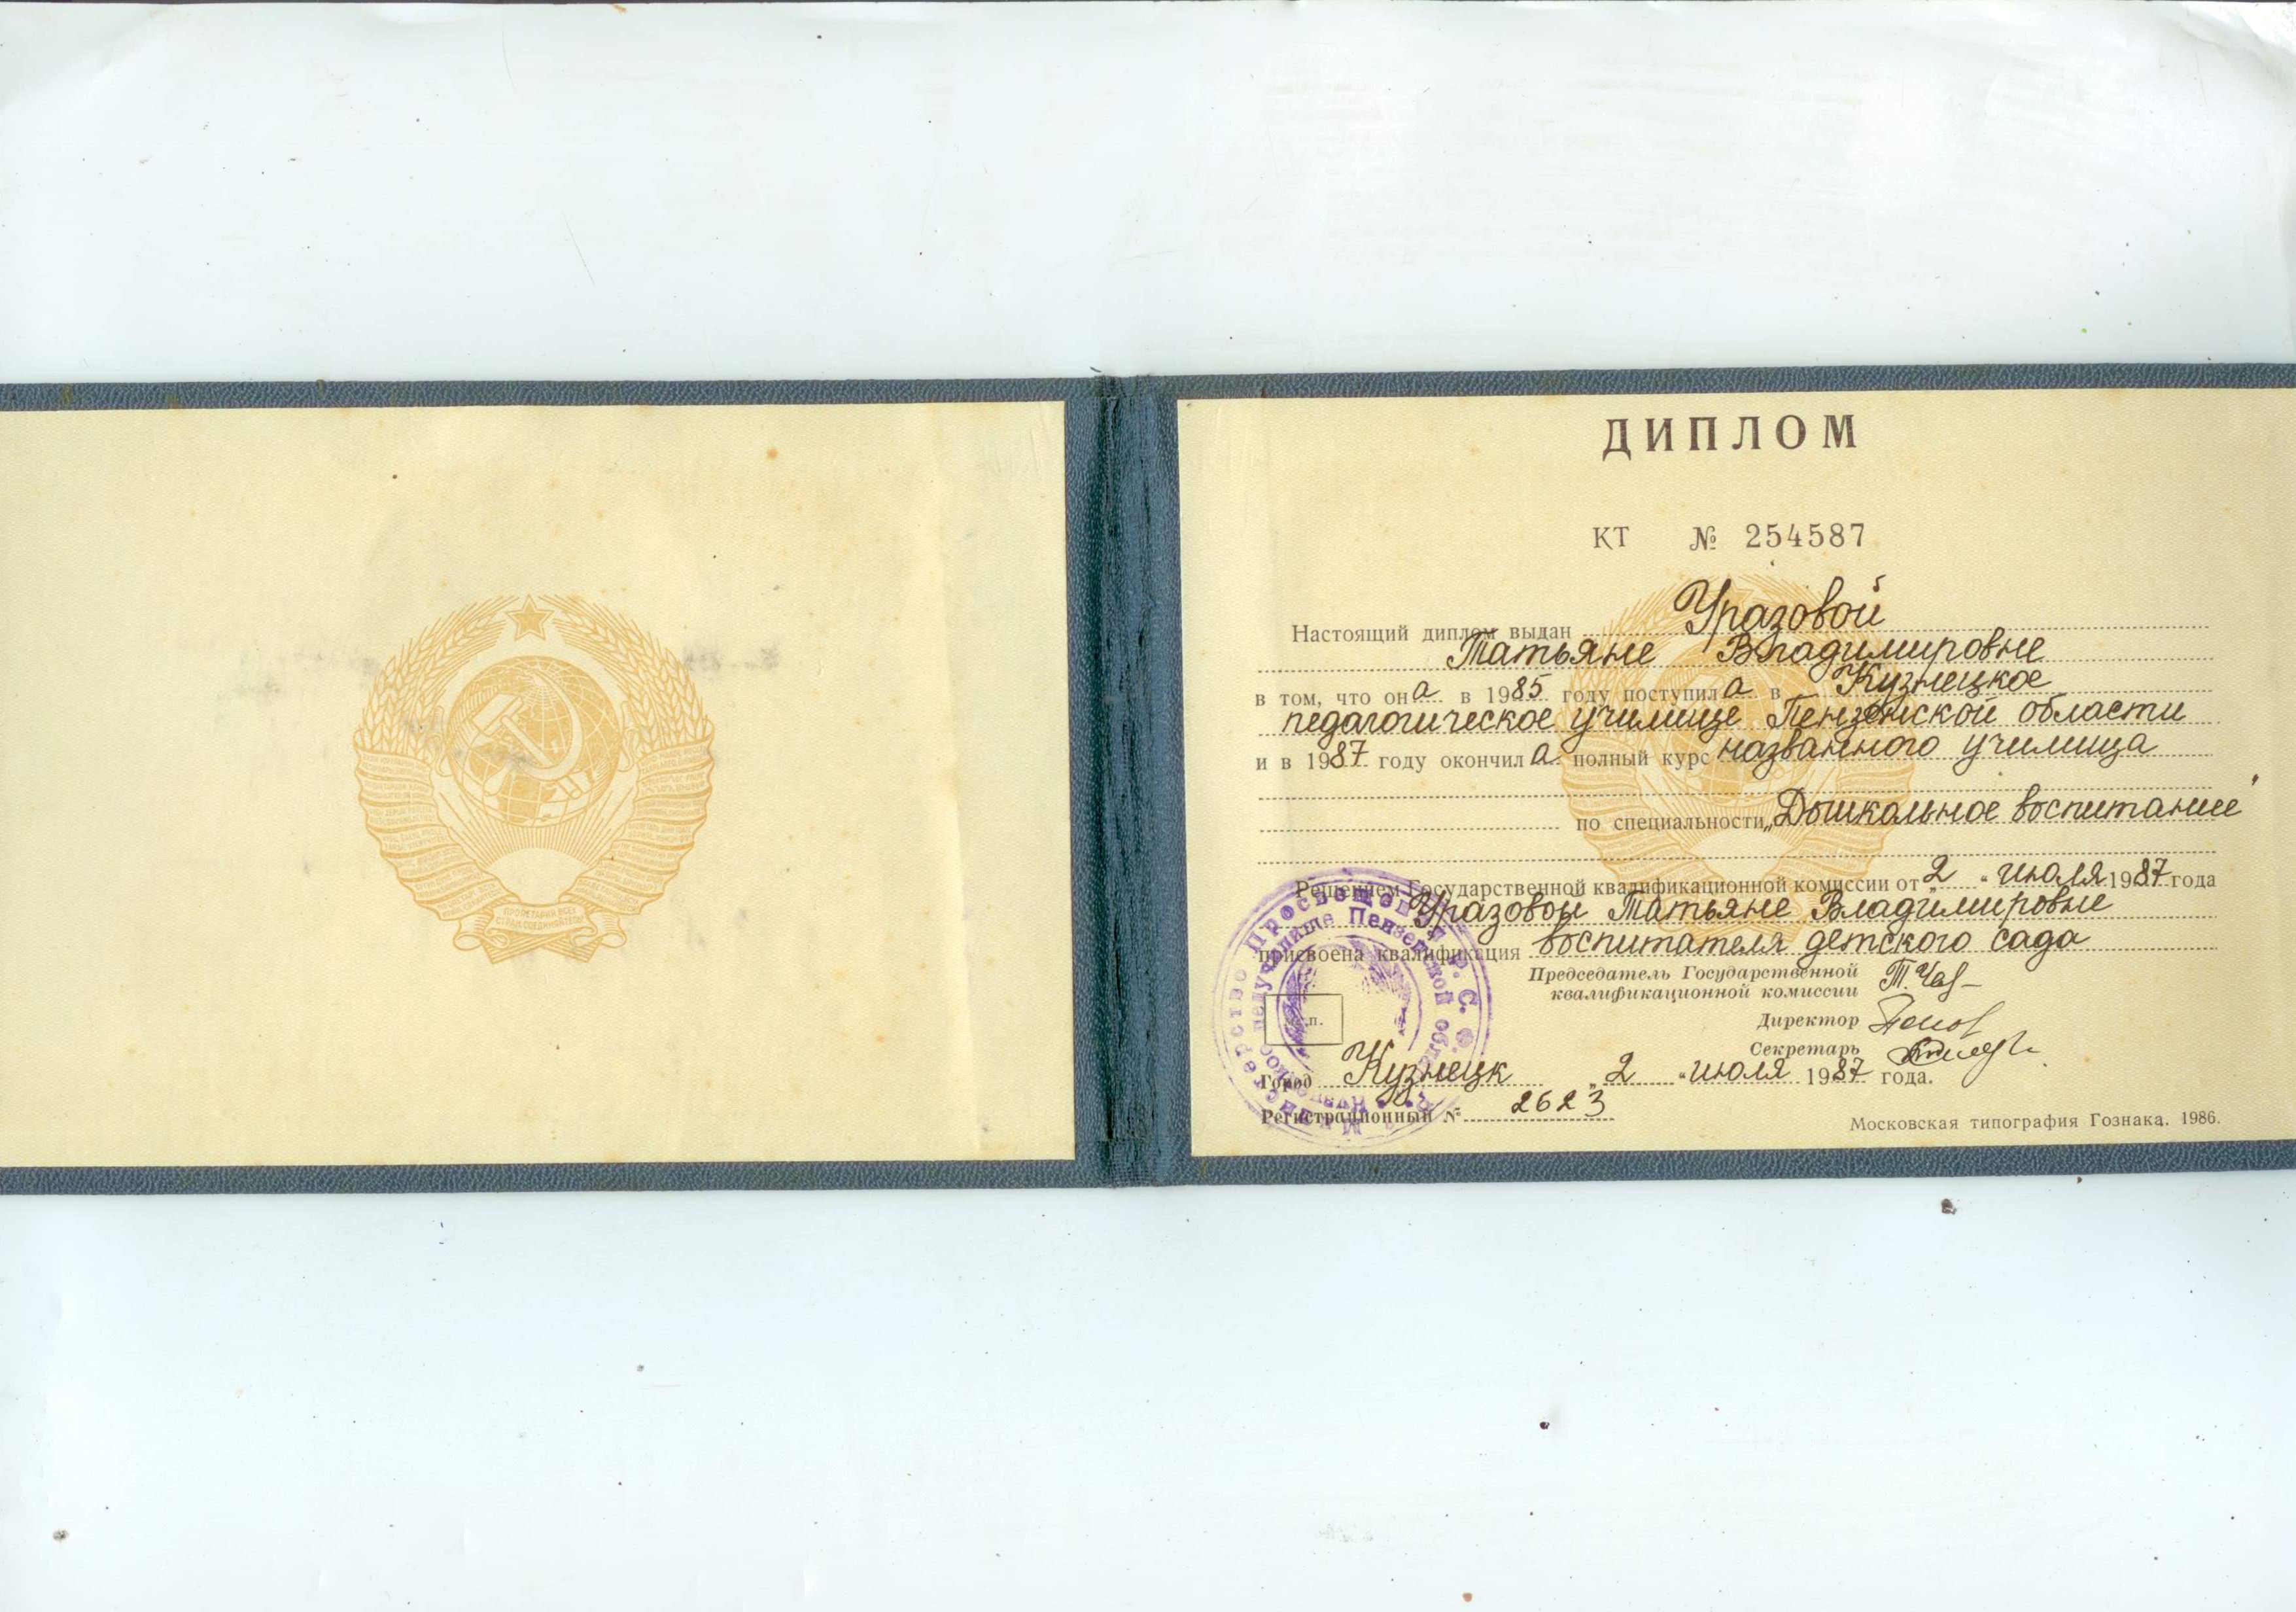 ДИПЛОМ
КТ № 254587
Настоящий диплом выдан Уразовой
Татьяне Владимировне
в том, что она в 1985 году поступила в Кузнецкое
педагогическое училище Пензенской области
и в 1987 году окончила полный курс названного училища
по специальности „Дошкольное воспитание"
Решением Государственной квалификационной комиссии от „2" июля 1987 года
Уразовой Татьяне Владимировне
присвоена квалификация воспитателя детского сада
Председатель Государственной
квалификационной комиссии
Директор
Секретарь
Город Кузнецк „2" июля 1987 года.
Регистрационный № 2623
Московская типография Гознака. 1986.